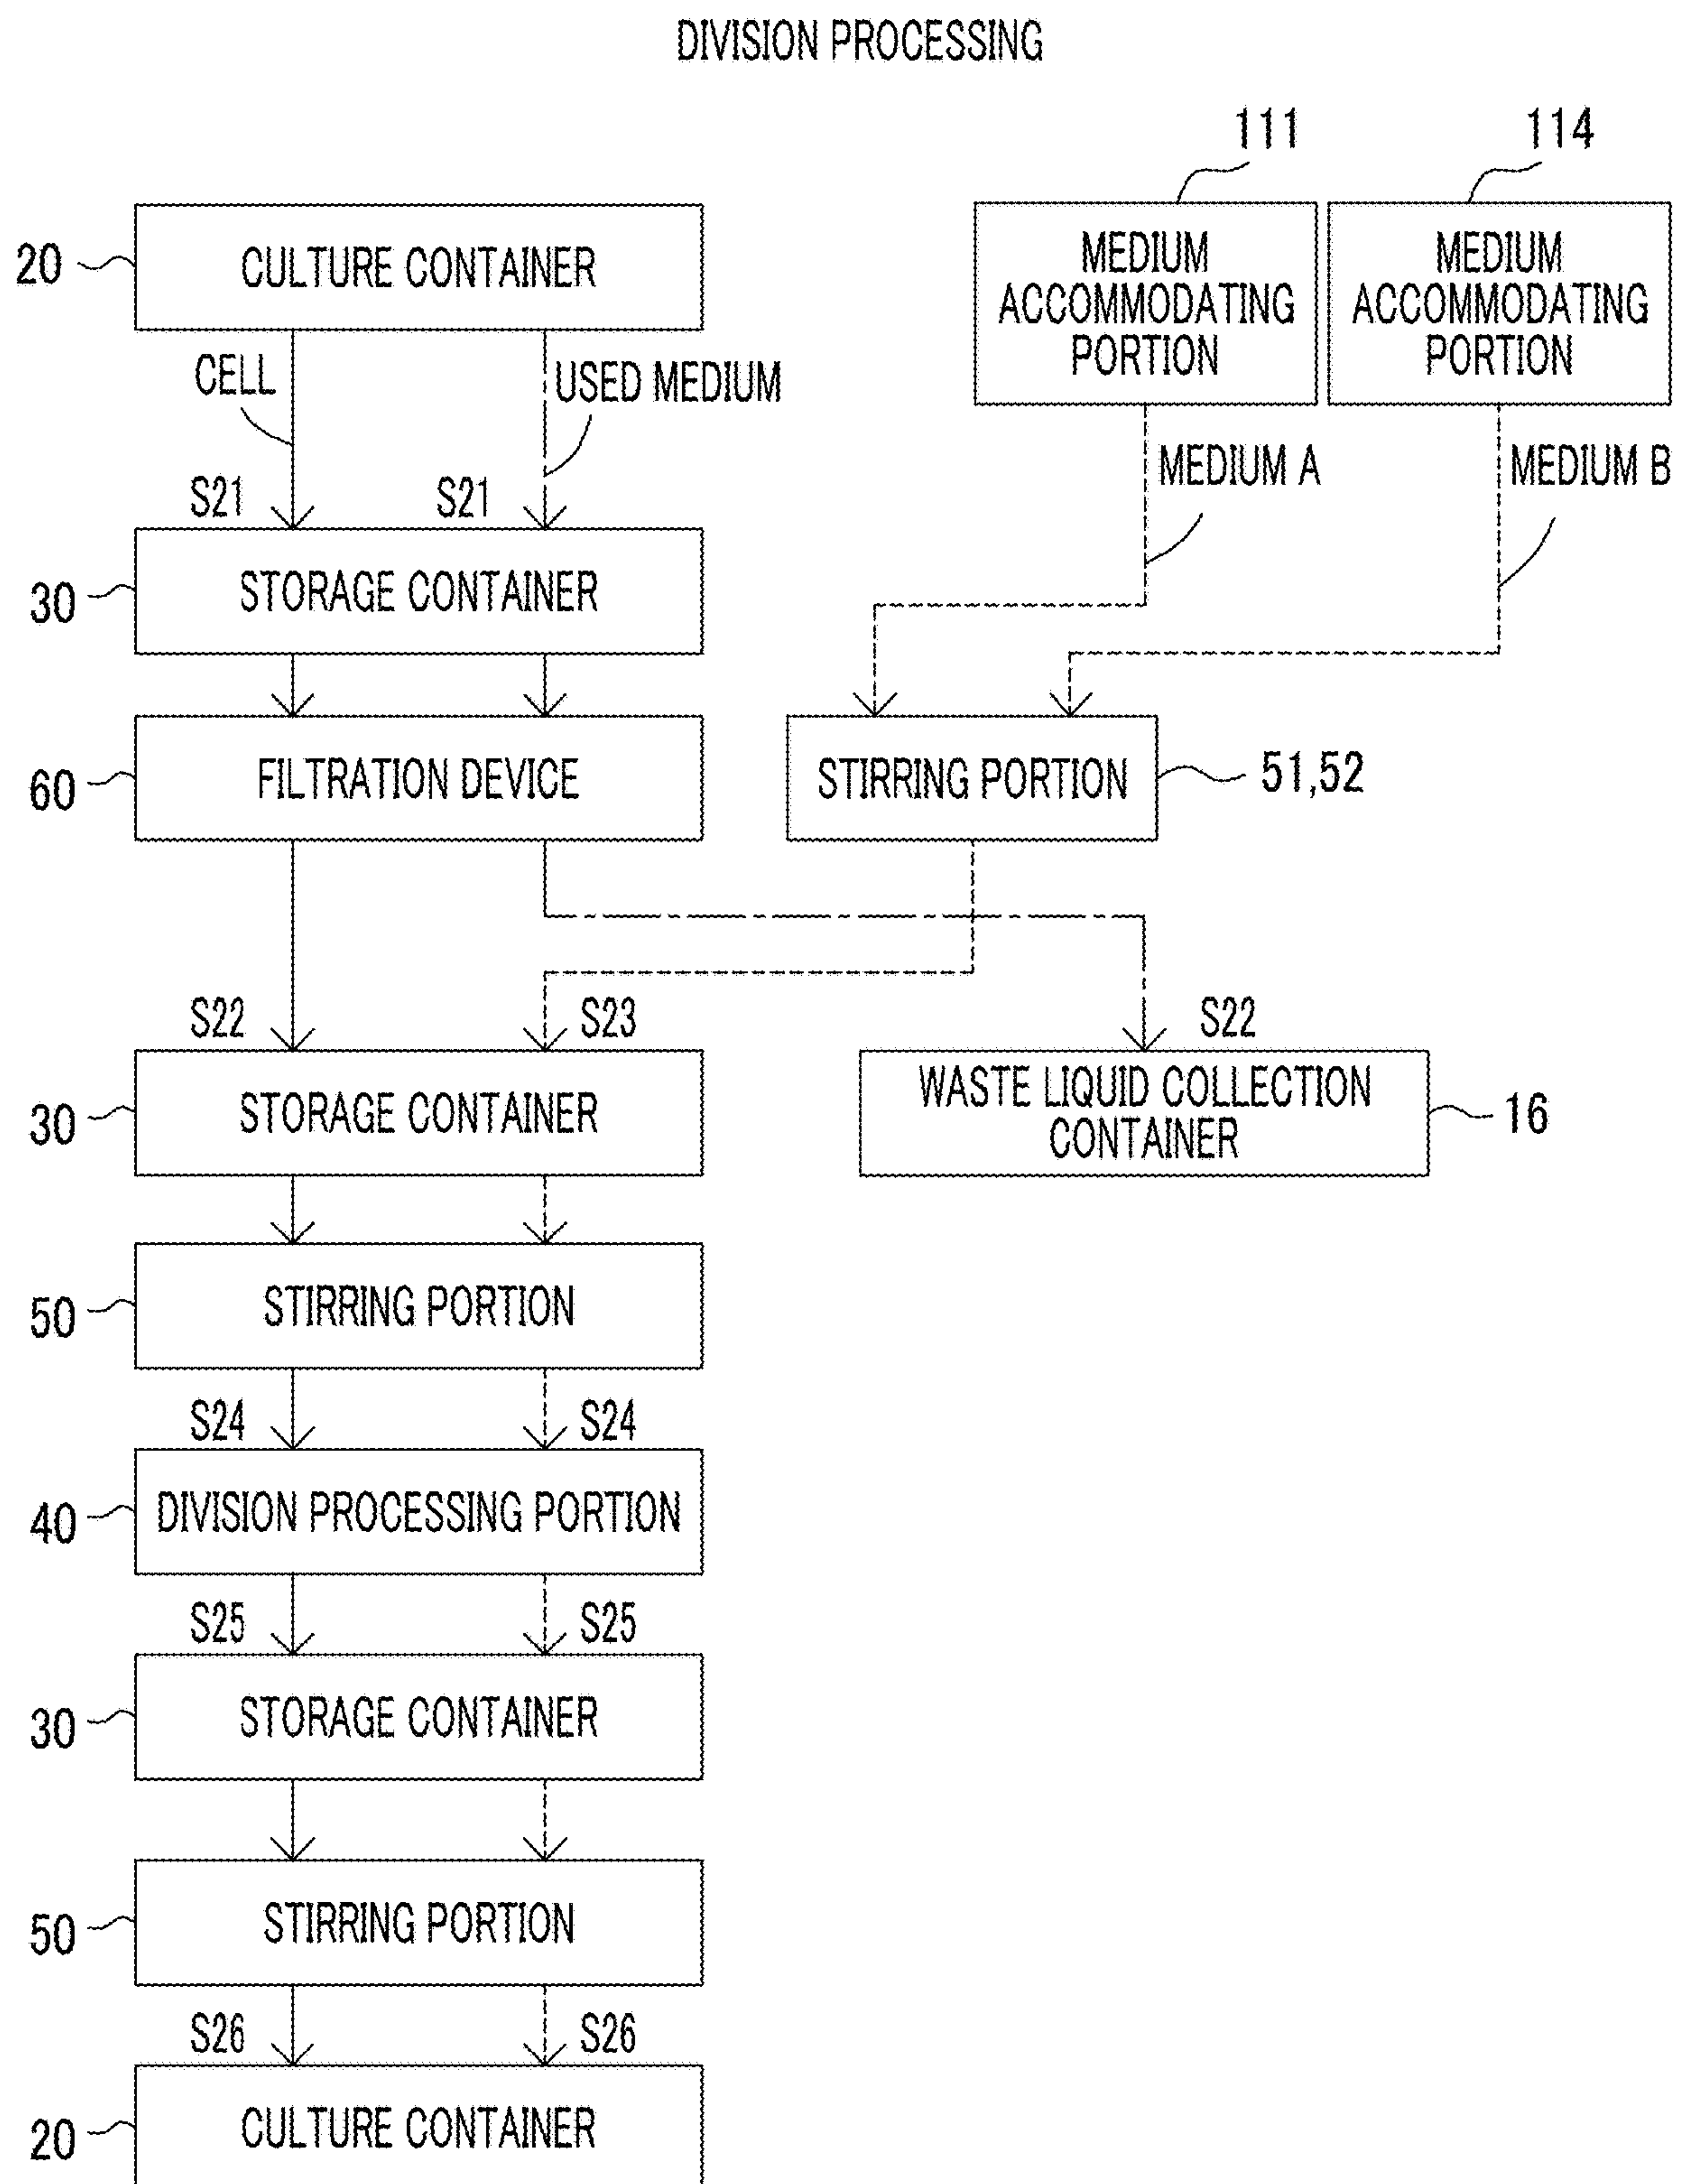 DIVISION PROCESSING
111
114
20
CULTURE CONTAINER
MEDIUM
ACCOMMODATING
PORTION
MEDIUM
ACCOMMODATING
PORTION
CELL
USED MEDIUM
MEDIUM A
MEDIUM B
S21
S21
30
STORAGE CONTAINER
60
FILTRATION DEVICE
STIRRING PORTION
51,52
S22
S23
S22
30
STORAGE CONTAINER
WASTE LIQUID COLLECTION
CONTAINER
16
50
STIRRING PORTION
S24
S24
40
DIVISION PROCESSING PORTION
S25
S25
30
STORAGE CONTAINER
50
STIRRING PORTION
S26
S26
20
CULTURE CONTAINER